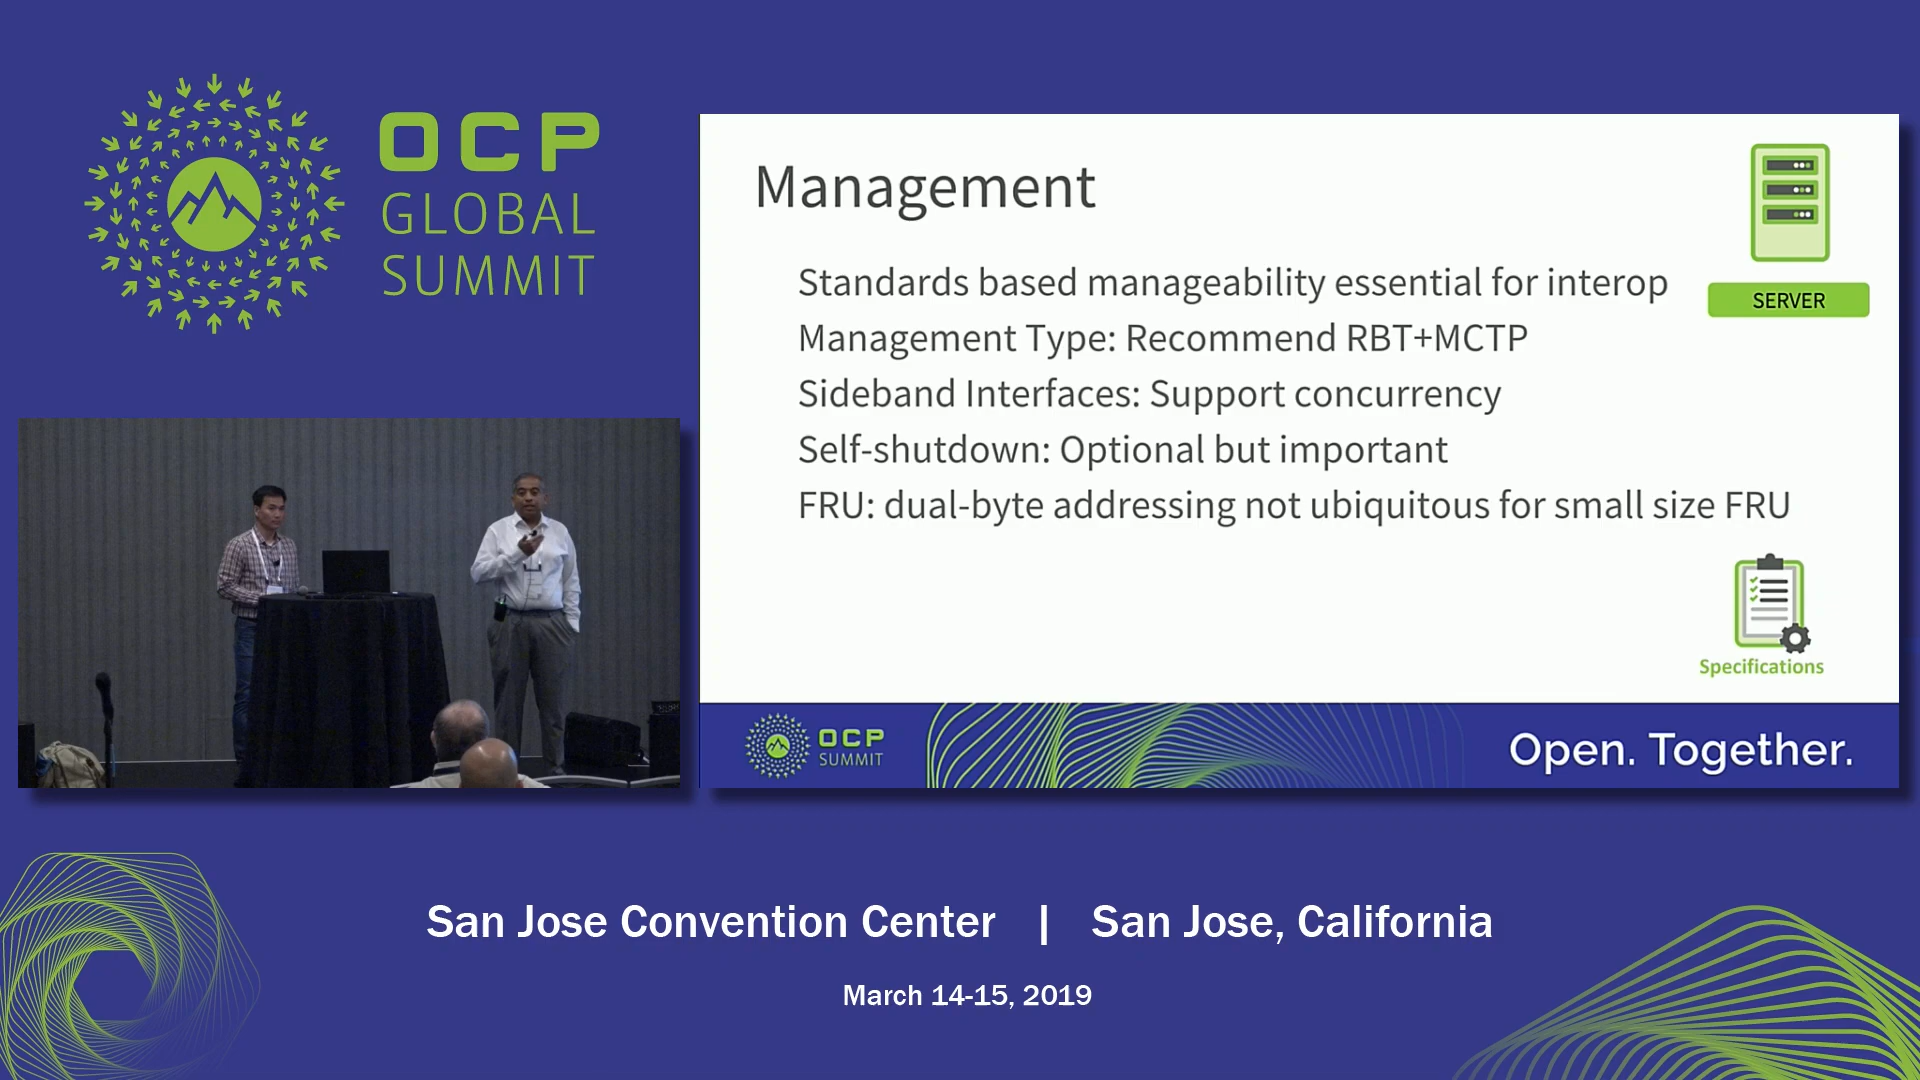 OCP
GLOBAL
SUMMIT
Management
Standards based manageability essential for interop
Management Type: Recommend RBT+MCTP
Sideband Interfaces: Support concurrency
Self-shutdown: Optional but important
FRU: dual-byte addressing not ubiquitous for small size FRU
SERVER
Specifications
OCP
SUMMIT
Open. Together.
San Jose Convention Center | San Jose, California
March 14-15, 2019